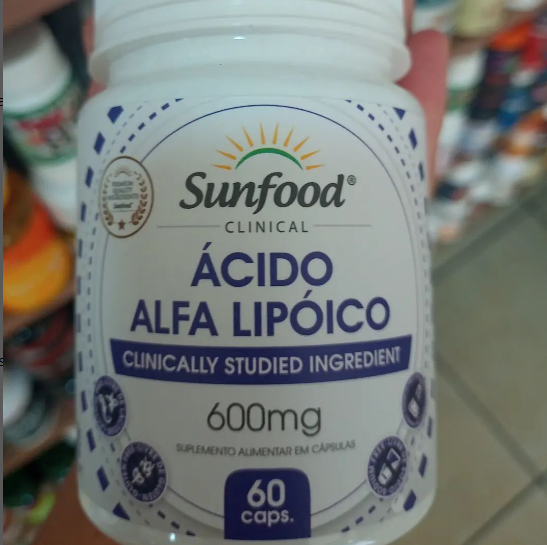 Sunfood®
CLINICAL
ÁCIDO
ALFA LIPÓICO
CLINICALLY STUDIED INGREDIENT
600mg
SUPLEMENTO ALIMENTAR EM CÁPSULAS
60
caps.